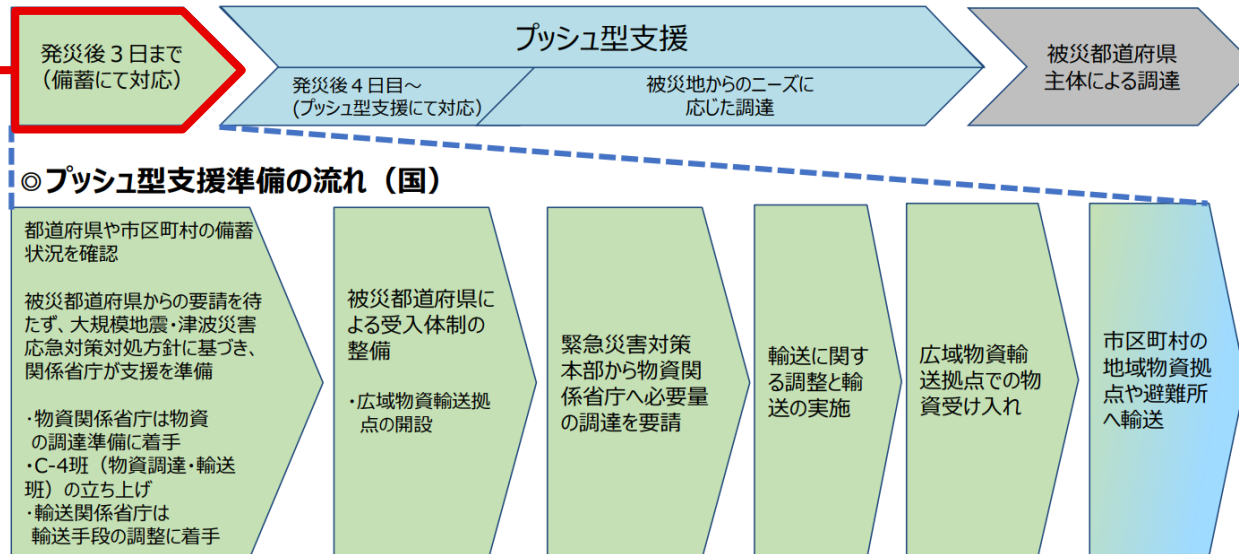 発災後３日まで
（備蓄にて対応）
プッシュ型支援
発災後４日目～
(プッシュ型支援にて対応）
被災地からのニーズに
応じた調達
被災都道府県
主体による調達
◎プッシュ型支援準備の流れ（国）
都道府県や市区町村の備蓄
状況を確認
被災都道府県からの要請を待
たず、大規模地震・津波災害
応急対策対処方針に基づき、
関係省庁が支援を準備
・物資関係省庁は物資
の調達準備に着手
・C-4班（物資調達・輸送
班）の立ち上げ
・輸送関係省庁は
輸送手段の調整に着手
被災都道府県に
よる受入体制の
整備
・広域物資輸送拠
点の開設
緊急災害対策
本部から物資関
係省庁へ必要量
の調達を要請
輸送に関す
る調整と輸
送の実施
広域物資輸
送拠点での物
資受け入れ
市区町村の
地域物資拠
点や避難所
へ輸送